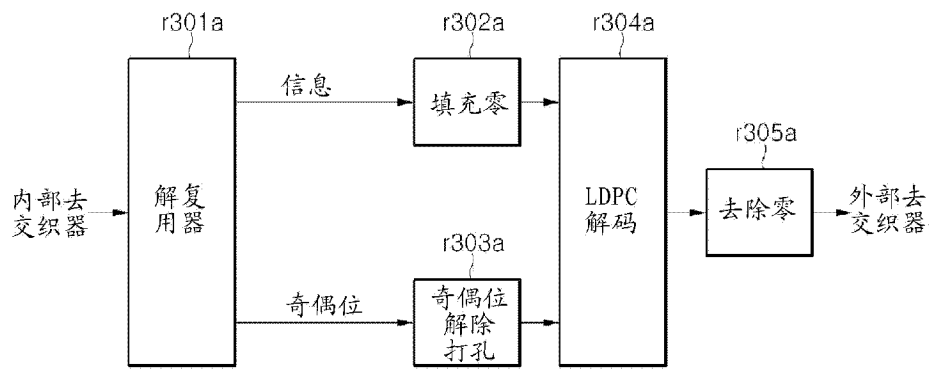 r301a
r302a
r304a
信息
填充零
r305a
内部去
交织器
解复
用器
LDPC
解码
去除零
外部去
交织器
r303a
奇偶位
奇偶位
解除
打孔